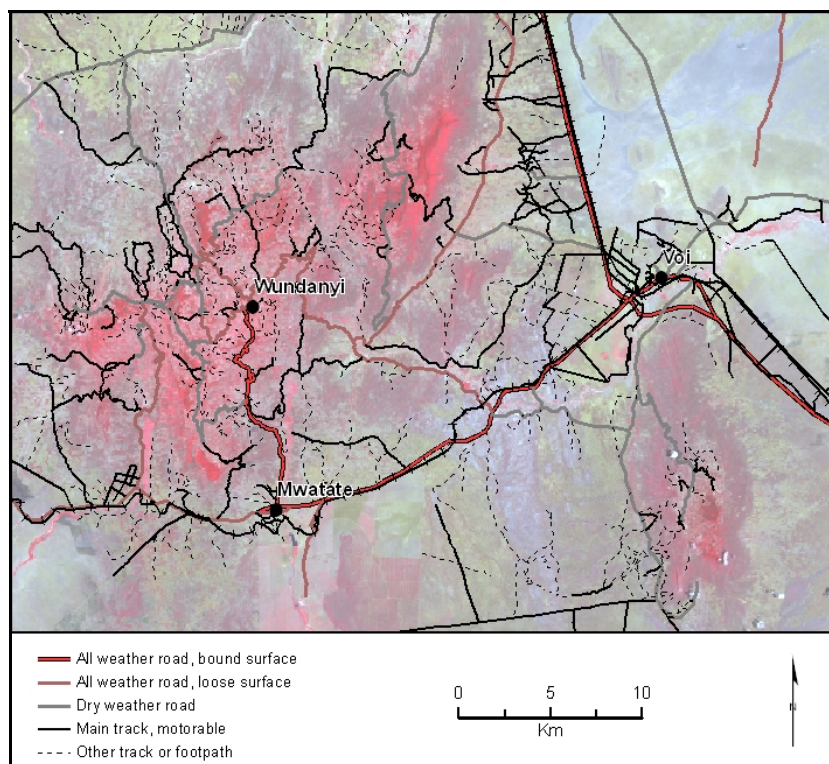 Voi
Wundanyi
Mwatate
All weather road, bound surface
All weather road, loose surface
Dry weather road
Main track, motorable
Other track or footpath
0 5 10
Km
N